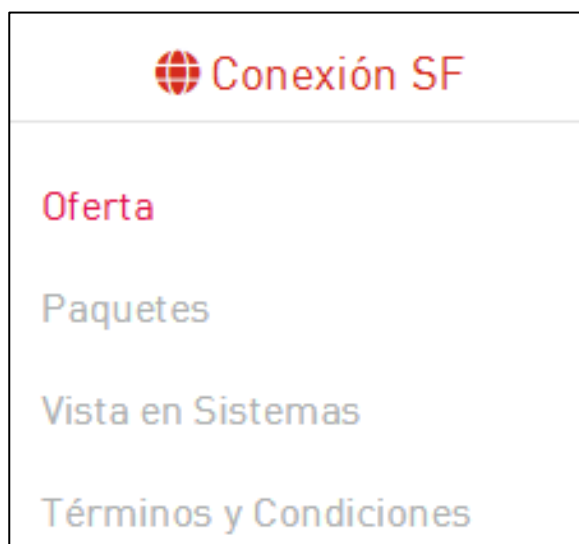 Conexión SF
Oferta
Paquetes
Vista en Sistemas
Términos y Condiciones